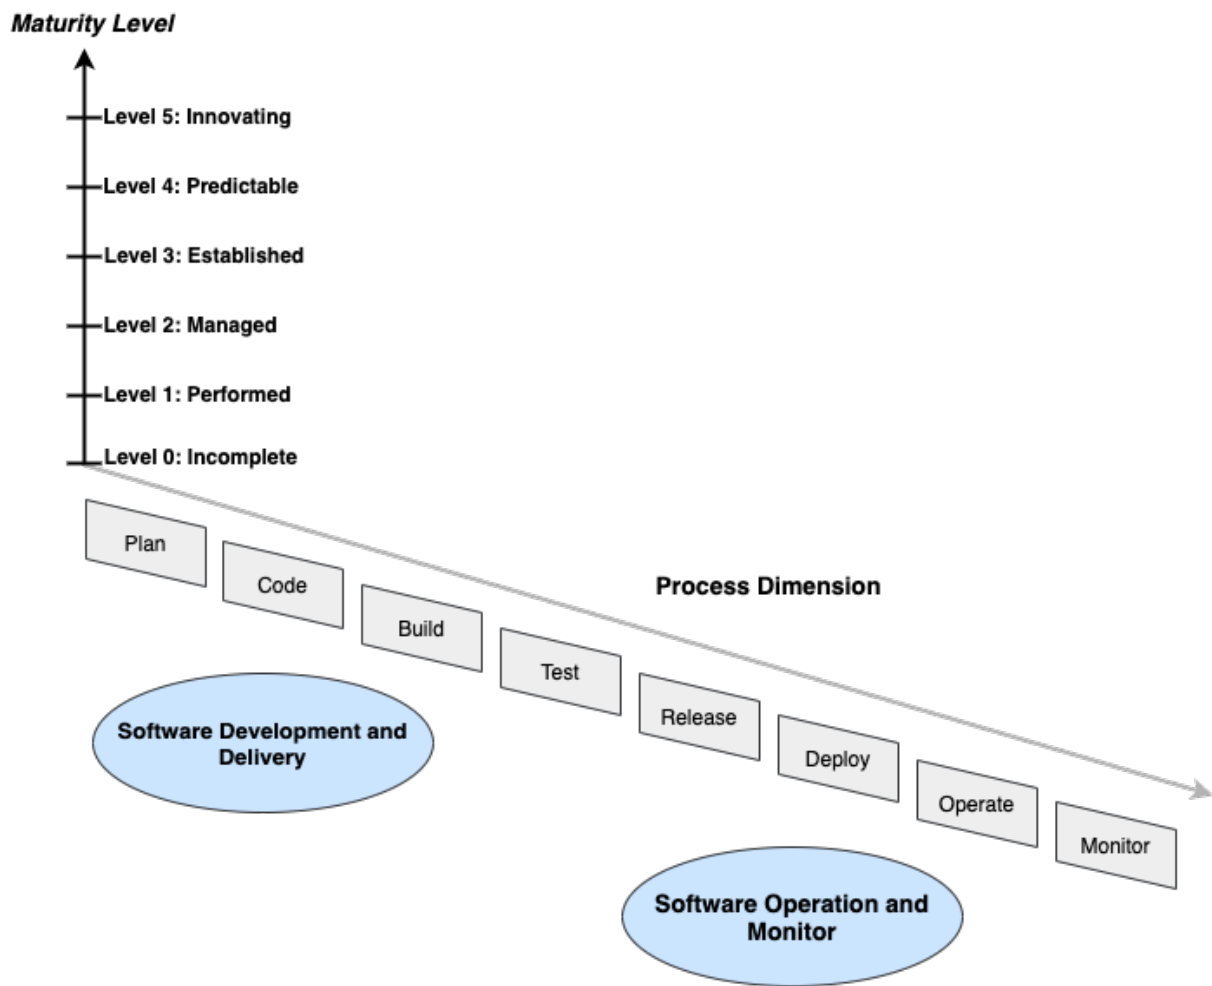 Maturity Level
Level 5: Innovating
Level 4: Predictable
Level 3: Established
Level 2: Managed
Level 1: Performed
Level 0: Incomplete
Plan
Code
Build
Test
Release
Deploy
Operate
Monitor
Process Dimension
Software Development and
Delivery
Software Operation and
Monitor